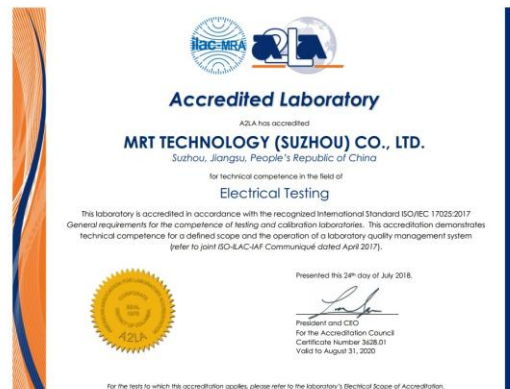 ilac-MRA
A2LA
Accredited Laboratory
A2LA has accredited
MRT TECHNOLOGY (SUZHOU) CO., LTD.
Suzhou, Jiangsu, People's Republic of China
for technical competence in the field of
Electrical Testing
This laboratory is accredited in accordance with the recognized International Standard ISO/IEC 17025:2017
General requirements for the competence of testing and calibration laboratories. This accreditation demonstrates
technical competence for a defined scope and the operation of a laboratory quality management system
(refer to joint ISO-ILAC-IAF Communiqué dated April 2017).
Presented this 24th day of July 2018.
CORPORATE
SEAL
1978
A2LA
President and CEO
For the Accreditation Council
Certificate Number 3628.01
Valid to August 31, 2020
For the tests to which this accreditation applies, please refer to the laboratory's Electrical Scope of Accreditation.